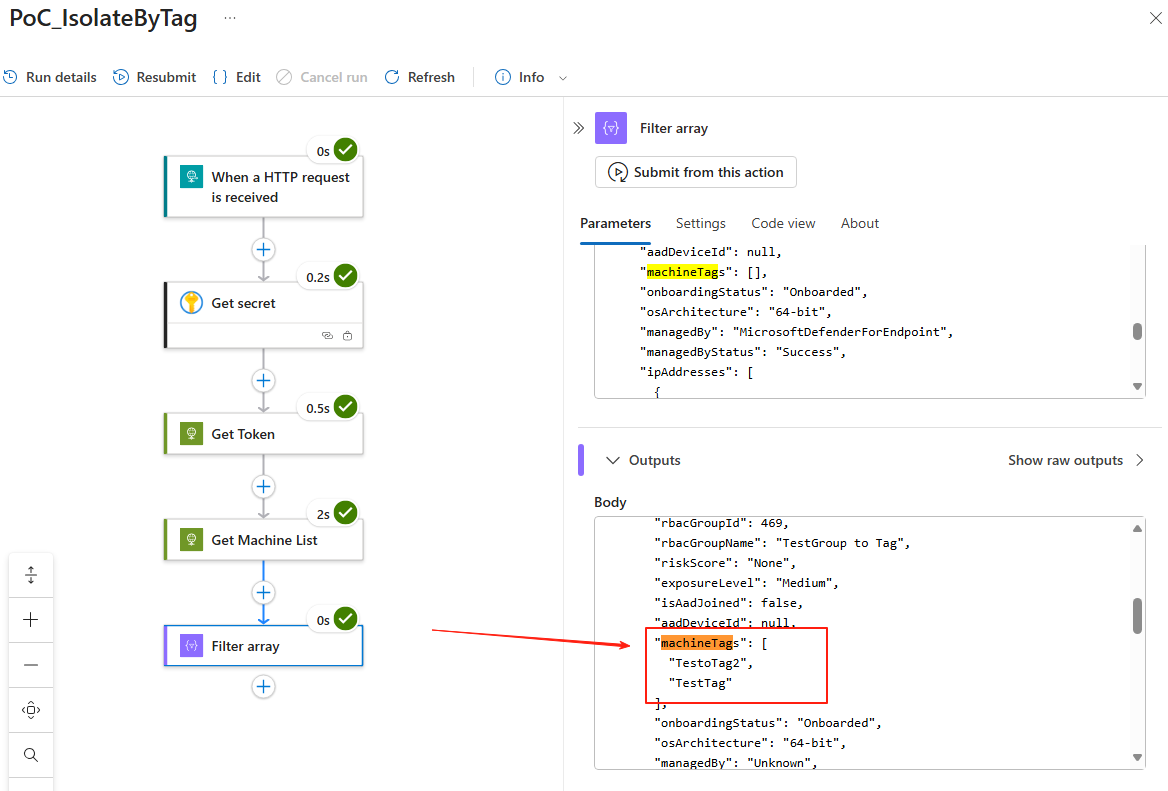 PoC_IsolateByTag ...
Run details Resubmit {} Edit Cancel run Refresh Info
0s
When a HTTP request
is received
0.2s
Get secret
0.5s
Get Token
2s
Get Machine List
0s
Filter array
Filter array
Submit from this action
Parameters Settings Code view About
"aadDeviceId": null,
"machineTags": [],
"onboardingStatus": "Onboarded",
"osArchitecture": "64-bit",
"managedBy": "MicrosoftDefenderForEndpoint",
"managedByStatus": "Success",
"ipAddresses": [
{
Outputs Show raw outputs
Body
"rbacGroupId": 469,
"rbacGroupName": "TestGroup to Tag",
"riskScore": "None",
"exposureLevel": "Medium",
"isAadJoined": false,
"aadDeviceId": null,
"machineTags": [
"TestoTag2",
"TestTag"
],
"onboardingStatus": "Onboarded",
"osArchitecture": "64-bit",
"managedBy": "Unknown",